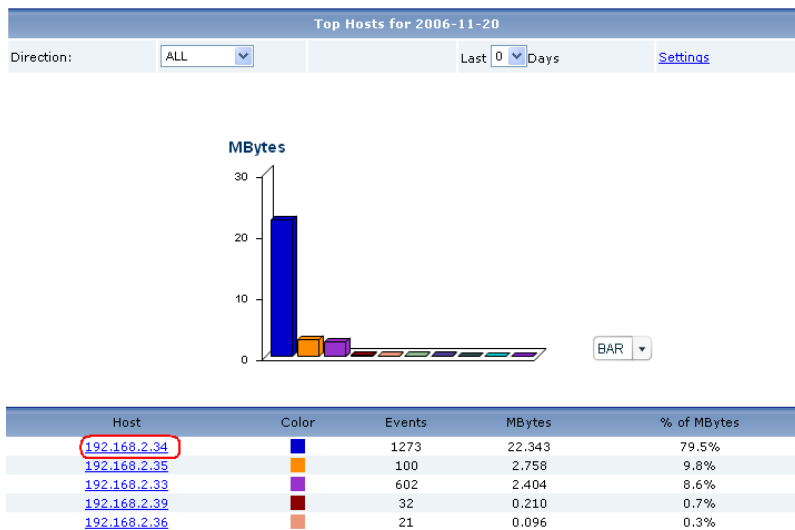 Top Hosts for 2006-11-20
Direction: ALL Last 0 Days Settings
MBytes
30
20
10
0
BAR
Host Color Events MBytes % of MBytes
192.168.2.34 1273 22.343 79.5%
192.168.2.35 100 2.758 9.8%
192.168.2.33 602 2.404 8.6%
192.168.2.39 32 0.210 0.7%
192.168.2.36 21 0.096 0.3%